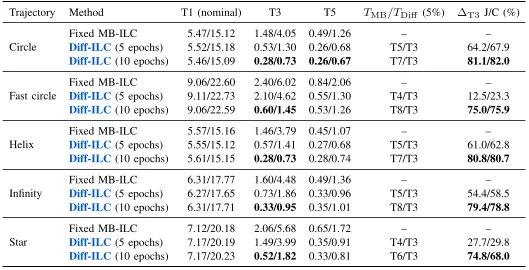 Trajectory Method T1 (nominal) T3 T5 T_MB/T_Diff (5%) Δ_T3 J/C (%)
Fixed MB-ILC 5.47/15.12 1.48/4.05 0.49/1.26 – –
Circle Diff-ILC (5 epochs) 5.52/15.18 0.53/1.30 0.26/0.68 T5/T3 64.2/67.9
Diff-ILC (10 epochs) 5.46/15.09 0.28/0.73 0.26/0.67 T7/T3 81.1/82.0
Fixed MB-ILC 9.06/22.60 2.40/6.02 0.84/2.06 – –
Fast circle Diff-ILC (5 epochs) 9.11/22.73 2.10/4.62 0.55/1.30 T4/T3 12.5/23.3
Diff-ILC (10 epochs) 9.06/22.59 0.60/1.45 0.53/1.26 T8/T3 75.0/75.9
Fixed MB-ILC 5.57/15.16 1.46/3.79 0.45/1.07 – –
Helix Diff-ILC (5 epochs) 5.55/15.12 0.57/1.41 0.27/0.68 T5/T3 61.0/62.8
Diff-ILC (10 epochs) 5.61/15.15 0.28/0.73 0.28/0.74 T7/T3 80.8/80.7
Fixed MB-ILC 6.31/17.77 1.60/4.48 0.49/1.36 – –
Infinity Diff-ILC (5 epochs) 6.27/17.65 0.73/1.86 0.33/0.96 T5/T3 54.4/58.5
Diff-ILC (10 epochs) 6.31/17.71 0.33/0.95 0.35/1.01 T8/T3 79.4/78.8
Fixed MB-ILC 7.12/20.18 2.06/5.68 0.65/1.72 – –
Star Diff-ILC (5 epochs) 7.17/20.19 1.49/3.99 0.35/0.91 T4/T3 27.7/29.8
Diff-ILC (10 epochs) 7.17/20.23 0.52/1.82 0.33/0.81 T6/T3 74.8/68.0